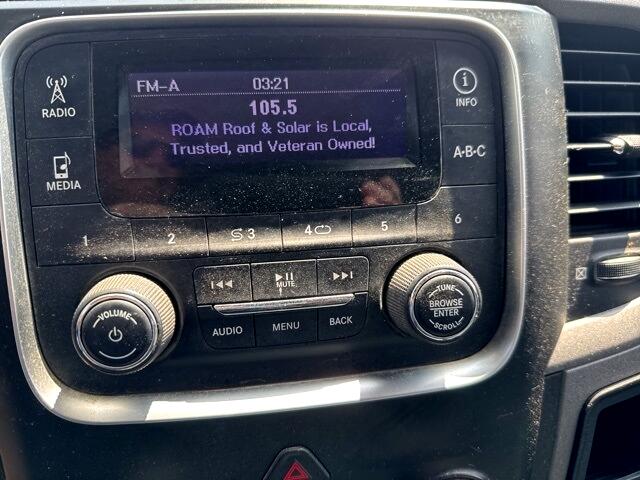 FM-A 03:21
105.5
ROAM Roof & Solar is Local,
Trusted, and Veteran Owned!
RADIO
MEDIA
i
INFO
A-B-C
1 2 3 4 5 6
VOLUME
MUTE
AUDIO MENU BACK
TUNE
BROWSE
ENTER
SCROLL